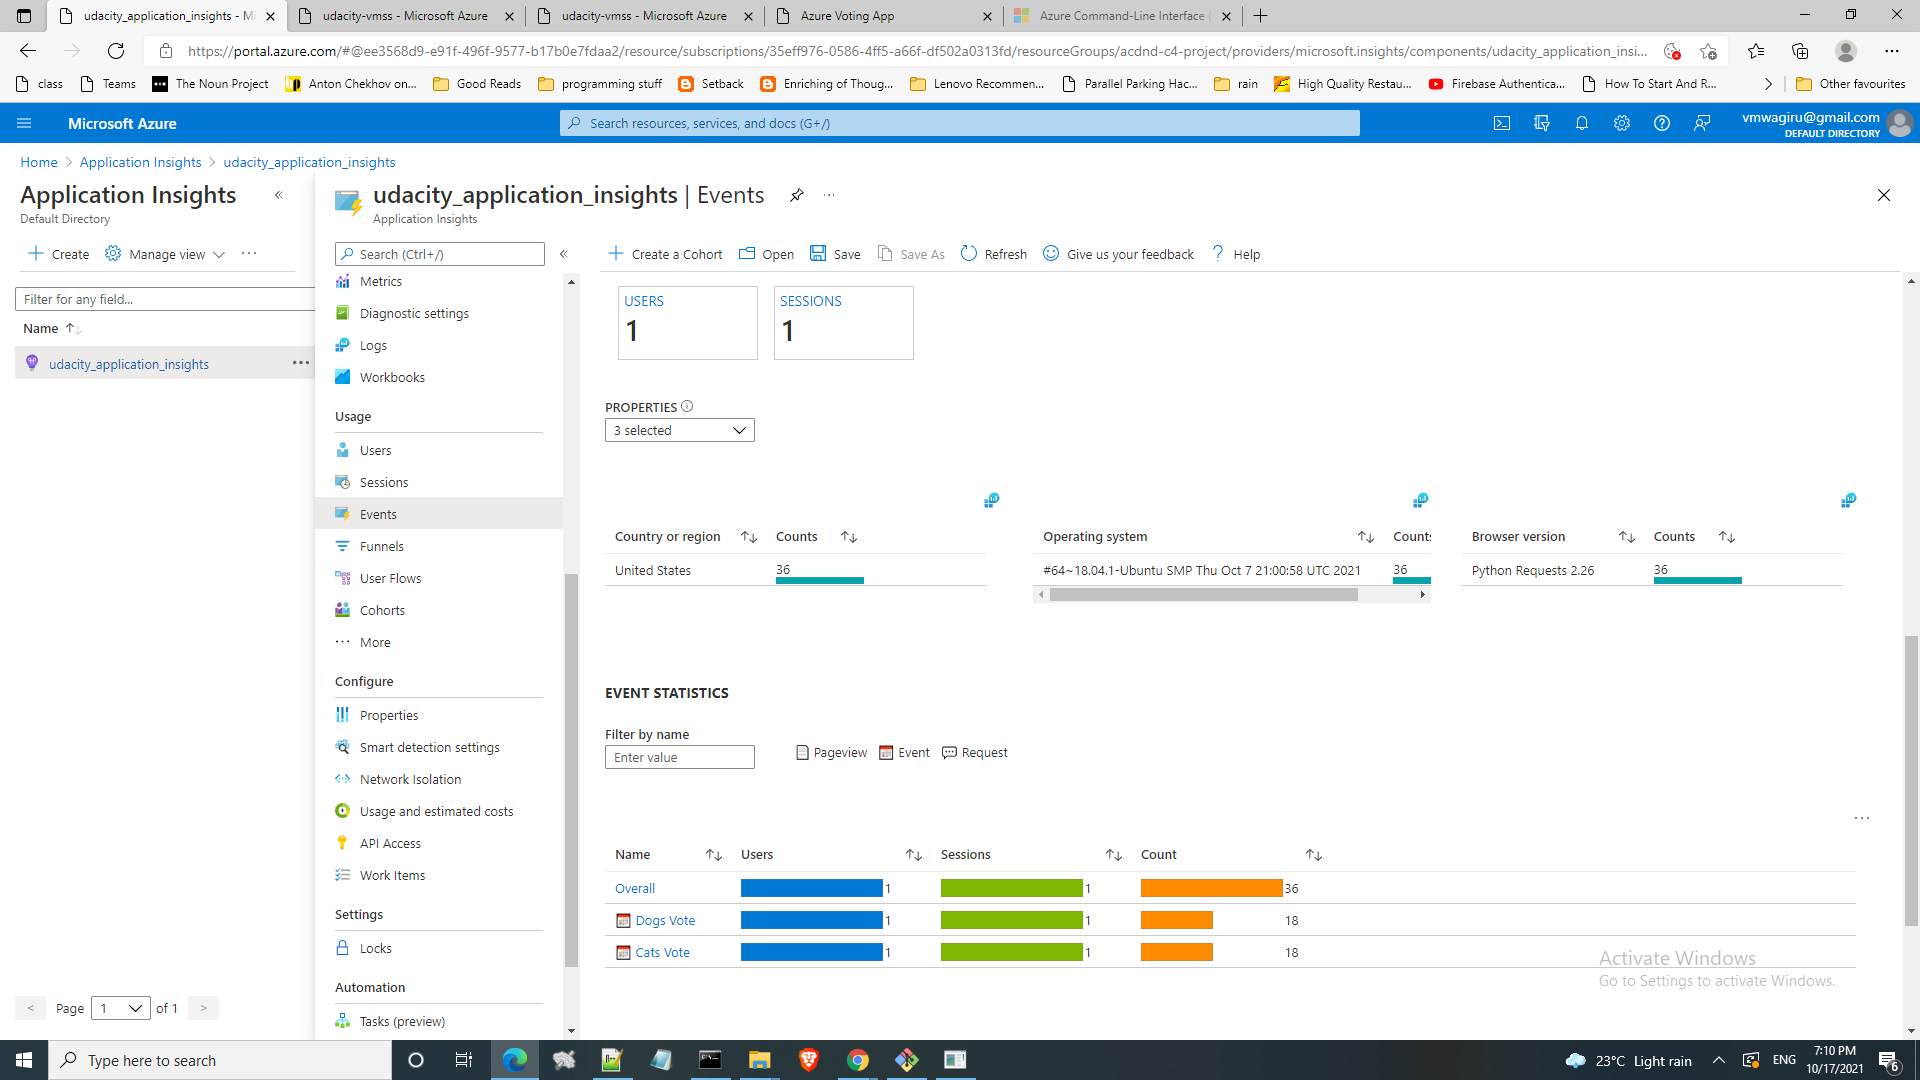 udacity_application_insights - Mi
udacity-vmss - Microsoft Azure
udacity-vmss - Microsoft Azure
Azure Voting App
Azure Command-Line Interface (
https://portal.azure.com/#@ee3568d9-e91f-496f-9577-b17b0e7fdaa2/resource/subscriptions/35eff976-0586-4ff5-a66f-df502a0313fd/resourceGroups/acdnd-c4-project/providers/microsoft.insights/components/udacity_application_insi...
class
Teams
The Noun Project
Anton Chekhov on...
Good Reads
programming stuff
Setback
Enriching of Thoug...
Lenovo Recommen...
Parallel Parking Hac...
rain
High Quality Restau...
Firebase Authentica...
How To Start And R...
Other favourites
Microsoft Azure
Search resources, services, and docs (G+/)
vmwagiru@gmail.com
DEFAULT DIRECTORY
Home > Application Insights > udacity_application_insights
Application Insights
Default Directory
Create
Manage view
Filter for any field...
Name
udacity_application_insights
< Page 1 of 1 >
udacity_application_insights | Events
Application Insights
Search (Ctrl+/)
Metrics
Diagnostic settings
Logs
Workbooks
Usage
Users
Sessions
Events
Funnels
User Flows
Cohorts
More
Configure
Properties
Smart detection settings
Network Isolation
Usage and estimated costs
API Access
Work Items
Settings
Locks
Automation
Tasks (preview)
Create a Cohort
Open
Save
Save As
Refresh
Give us your feedback
Help
USERS
1
SESSIONS
1
PROPERTIES
3 selected
Country or region Counts
United States 36
Operating system Counts
#64~18.04.1-Ubuntu SMP Thu Oct 7 21:00:58 UTC 2021 36
Browser version Counts
Python Requests 2.26 36
EVENT STATISTICS
Filter by name
Enter value
Pageview
Event
Request
Name Users Sessions Count
Overall 1 1 36
Dogs Vote 1 1 18
Cats Vote 1 1 18
Activate Windows
Go to Settings to activate Windows.
Type here to search
23°C Light rain
ENG
7:10 PM
10/17/2021
6